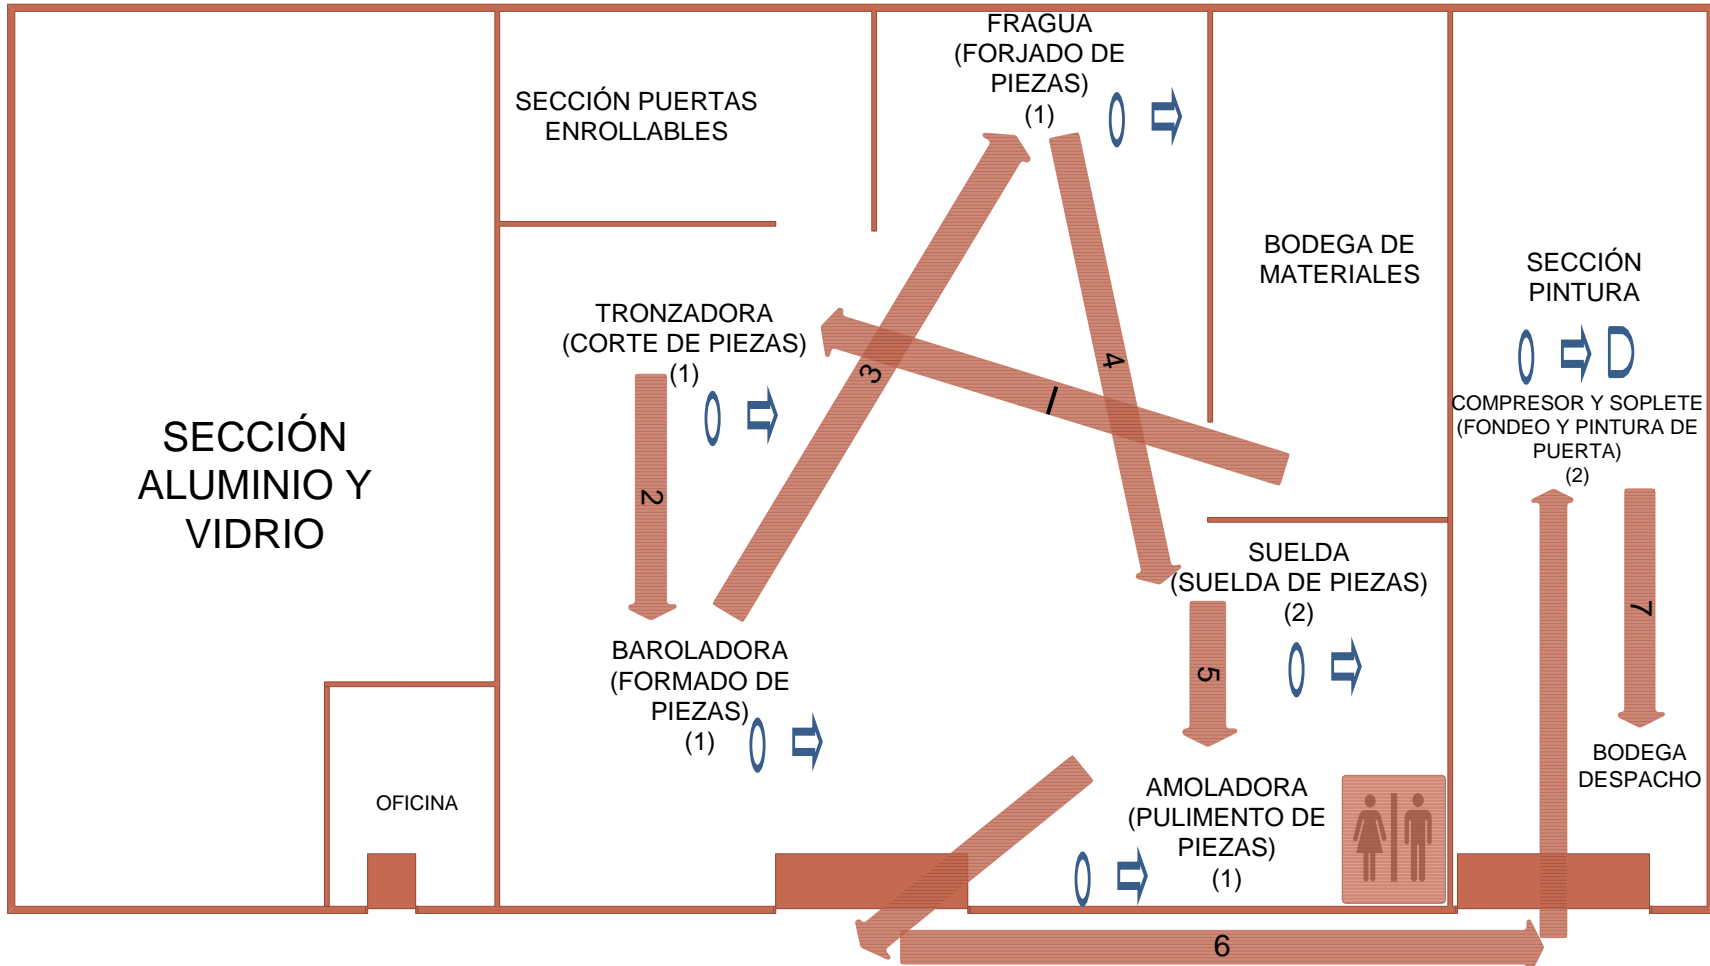 FRAGUA
(FORJADO DE
PIEZAS)
(1)
SECCIÓN PUERTAS
ENROLLABLES
BODEGA DE
MATERIALES
SECCIÓN
PINTURA
TRONZADORA
(CORTE DE PIEZAS)
(1)
3
4
1
COMPRESOR Y SOPLETE
(FONDEO Y PINTURA DE
PUERTA)
(2)
SECCIÓN
ALUMINIO Y
VIDRIO
2
SUELDA
(SUELDA DE PIEZAS)
(2)
7
BAROLADORA
(FORMADO DE
PIEZAS)
(1)
5
BODEGA
DESPACHO
OFICINA
AMOLADORA
(PULIMENTO DE
PIEZAS)
(1)
6